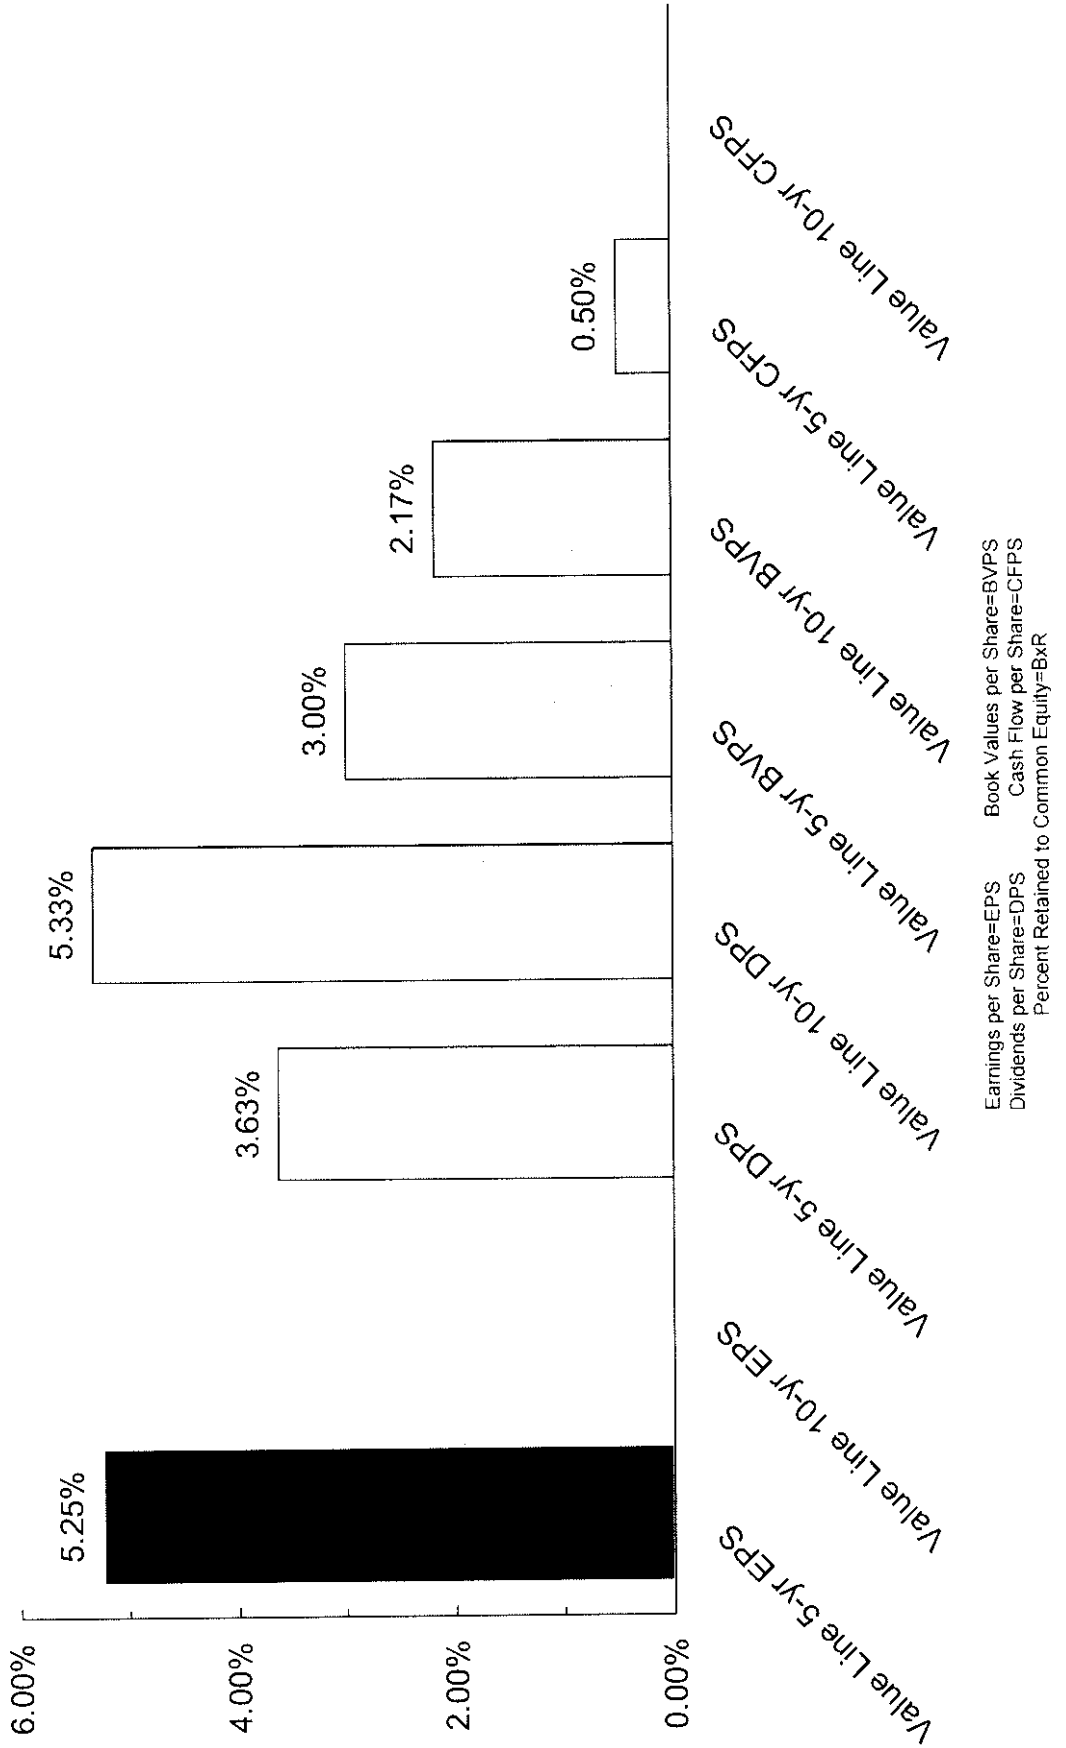 6.00%
4.00%
2.00%
0.00%
5.25%
3.63%
5.33%
3.00%
2.17%
0.50%
Value Line 5-yr EPS
Value Line 10-yr EPS
Value Line 5-yr DPS
Value Line 10-yr DPS
Value Line 5-yr BVPS
Value Line 10-yr BVPS
Value Line 5-yr CFPS
Value Line 10-yr CFPS
Earnings per Share=EPS Book Values per Share=BVPS
Dividends per Share=DPS Cash Flow per Share=CFPS
Percent Retained to Common Equity=BxR